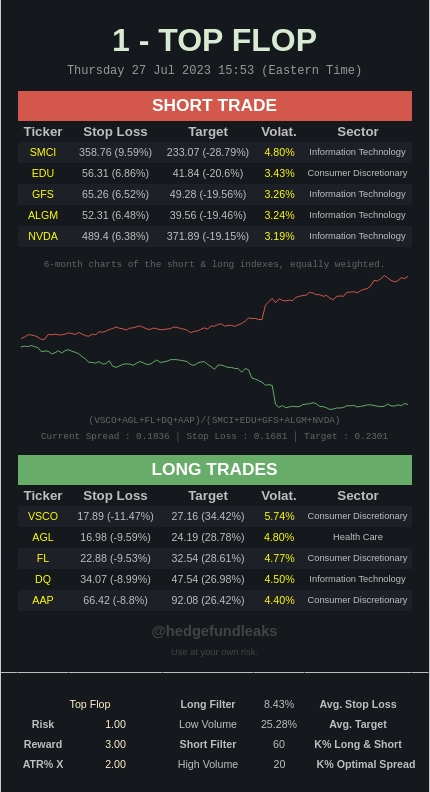 1 - TOP FLOP
Thursday 27 Jul 2023 15:53 (Eastern Time)
SHORT TRADE
Ticker Stop Loss Target Volat. Sector
SMCI 358.76 (9.59%) 233.07 (-28.79%) 4.80% Information Technology
EDU 56.31 (6.86%) 41.84 (-20.6%) 3.43% Consumer Discretionary
GFS 65.26 (6.52%) 49.28 (-19.56%) 3.26% Information Technology
ALGM 52.31 (6.48%) 39.56 (-19.46%) 3.24% Information Technology
NVDA 489.4 (6.38%) 371.89 (-19.15%) 3.19% Information Technology
6-month charts of the short & long indexes, equally weighted.
(VSCO+AGL+FL+DQ+AAP)/(SMCI+EDU+GFS+ALGM+NVDA)
Current Spread : 0.1836 | Stop Loss : 0.1681 | Target : 0.2301
LONG TRADES
Ticker Stop Loss Target Volat. Sector
VSCO 17.89 (-11.47%) 27.16 (34.42%) 5.74% Consumer Discretionary
AGL 16.98 (-9.59%) 24.19 (28.78%) 4.80% Health Care
FL 22.88 (-9.53%) 32.54 (28.61%) 4.77% Consumer Discretionary
DQ 34.07 (-8.99%) 47.54 (26.98%) 4.50% Information Technology
AAP 66.42 (-8.8%) 92.08 (26.42%) 4.40% Consumer Discretionary
@hedgefundleaks
Use at your own risk.
Top Flop Long Filter 8.43% Avg. Stop Loss
Risk 1.00 Low Volume 25.28% Avg. Target
Reward 3.00 Short Filter 60 K% Long & Short
ATR% X 2.00 High Volume 20 K% Optimal Spread